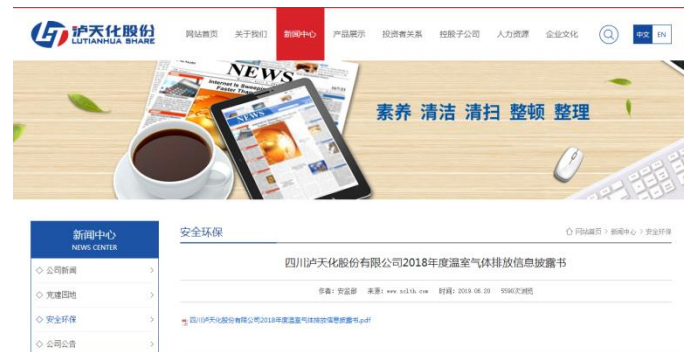 泸天化股份
LUTIANHUA SHARE
网站首页 关于我们 新闻中心 产品展示 投资者关系 控股子公司 人力资源 企业文化 中文 EN
NEWS
Internet Is Sweeping
Faster Than
NEWS
素养 清洁 清扫 整顿 整理
新闻中心
NEWS CENTER
公司新闻
党建园地
安全环保
公司公告
安全环保
网站首页 > 新闻中心 > 安全环保
四川泸天化股份有限公司2018年度温室气体排放信息披露书
作者：安监部 来源：www.sclth.com 时间：2019.06.20 5590次浏览
四川泸天化股份有限公司2018年度温室气体排放信息披露书.pdf